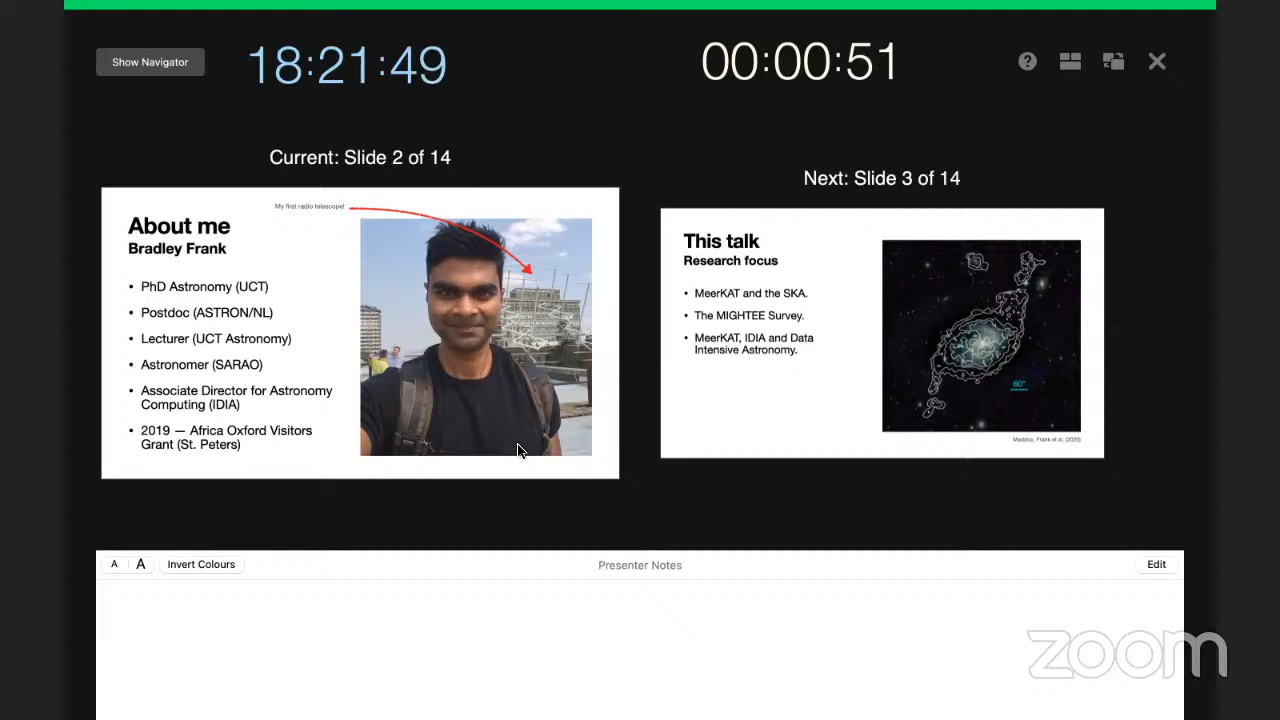 Show Navigator
18:21:49
00:00:51
Current: Slide 2 of 14
Next: Slide 3 of 14
My first radio telescope!
About me
Bradley Frank
• PhD Astronomy (UCT)
• Postdoc (ASTRON/NL)
• Lecturer (UCT Astronomy)
• Astronomer (SARAO)
• Associate Director for Astronomy
Computing (IDIA)
• 2019 — Africa Oxford Visitors
Grant (St. Peters)
This talk
Research focus
• MeerKAT and the SKA.
• The MIGHTEE Survey.
• MeerKAT, IDIA and Data
Intensive Astronomy.
60"
Maddox, Frank et al. (2020)
A A Invert Colours
Presenter Notes
Edit
zoom